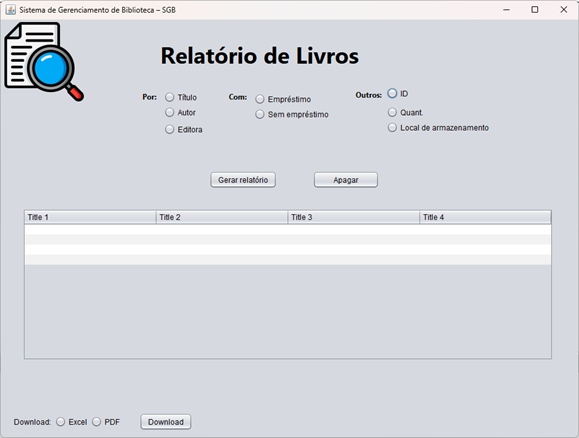 Sistema de Gerenciamento de Biblioteca – SGB
Relatório de Livros
Por: Título Com: Empréstimo Outros: ID
Autor Sem empréstimo Quant.
Editora Local de armazenamento
Gerar relatório Apagar
Title 1 Title 2 Title 3 Title 4
Download: Excel PDF Download